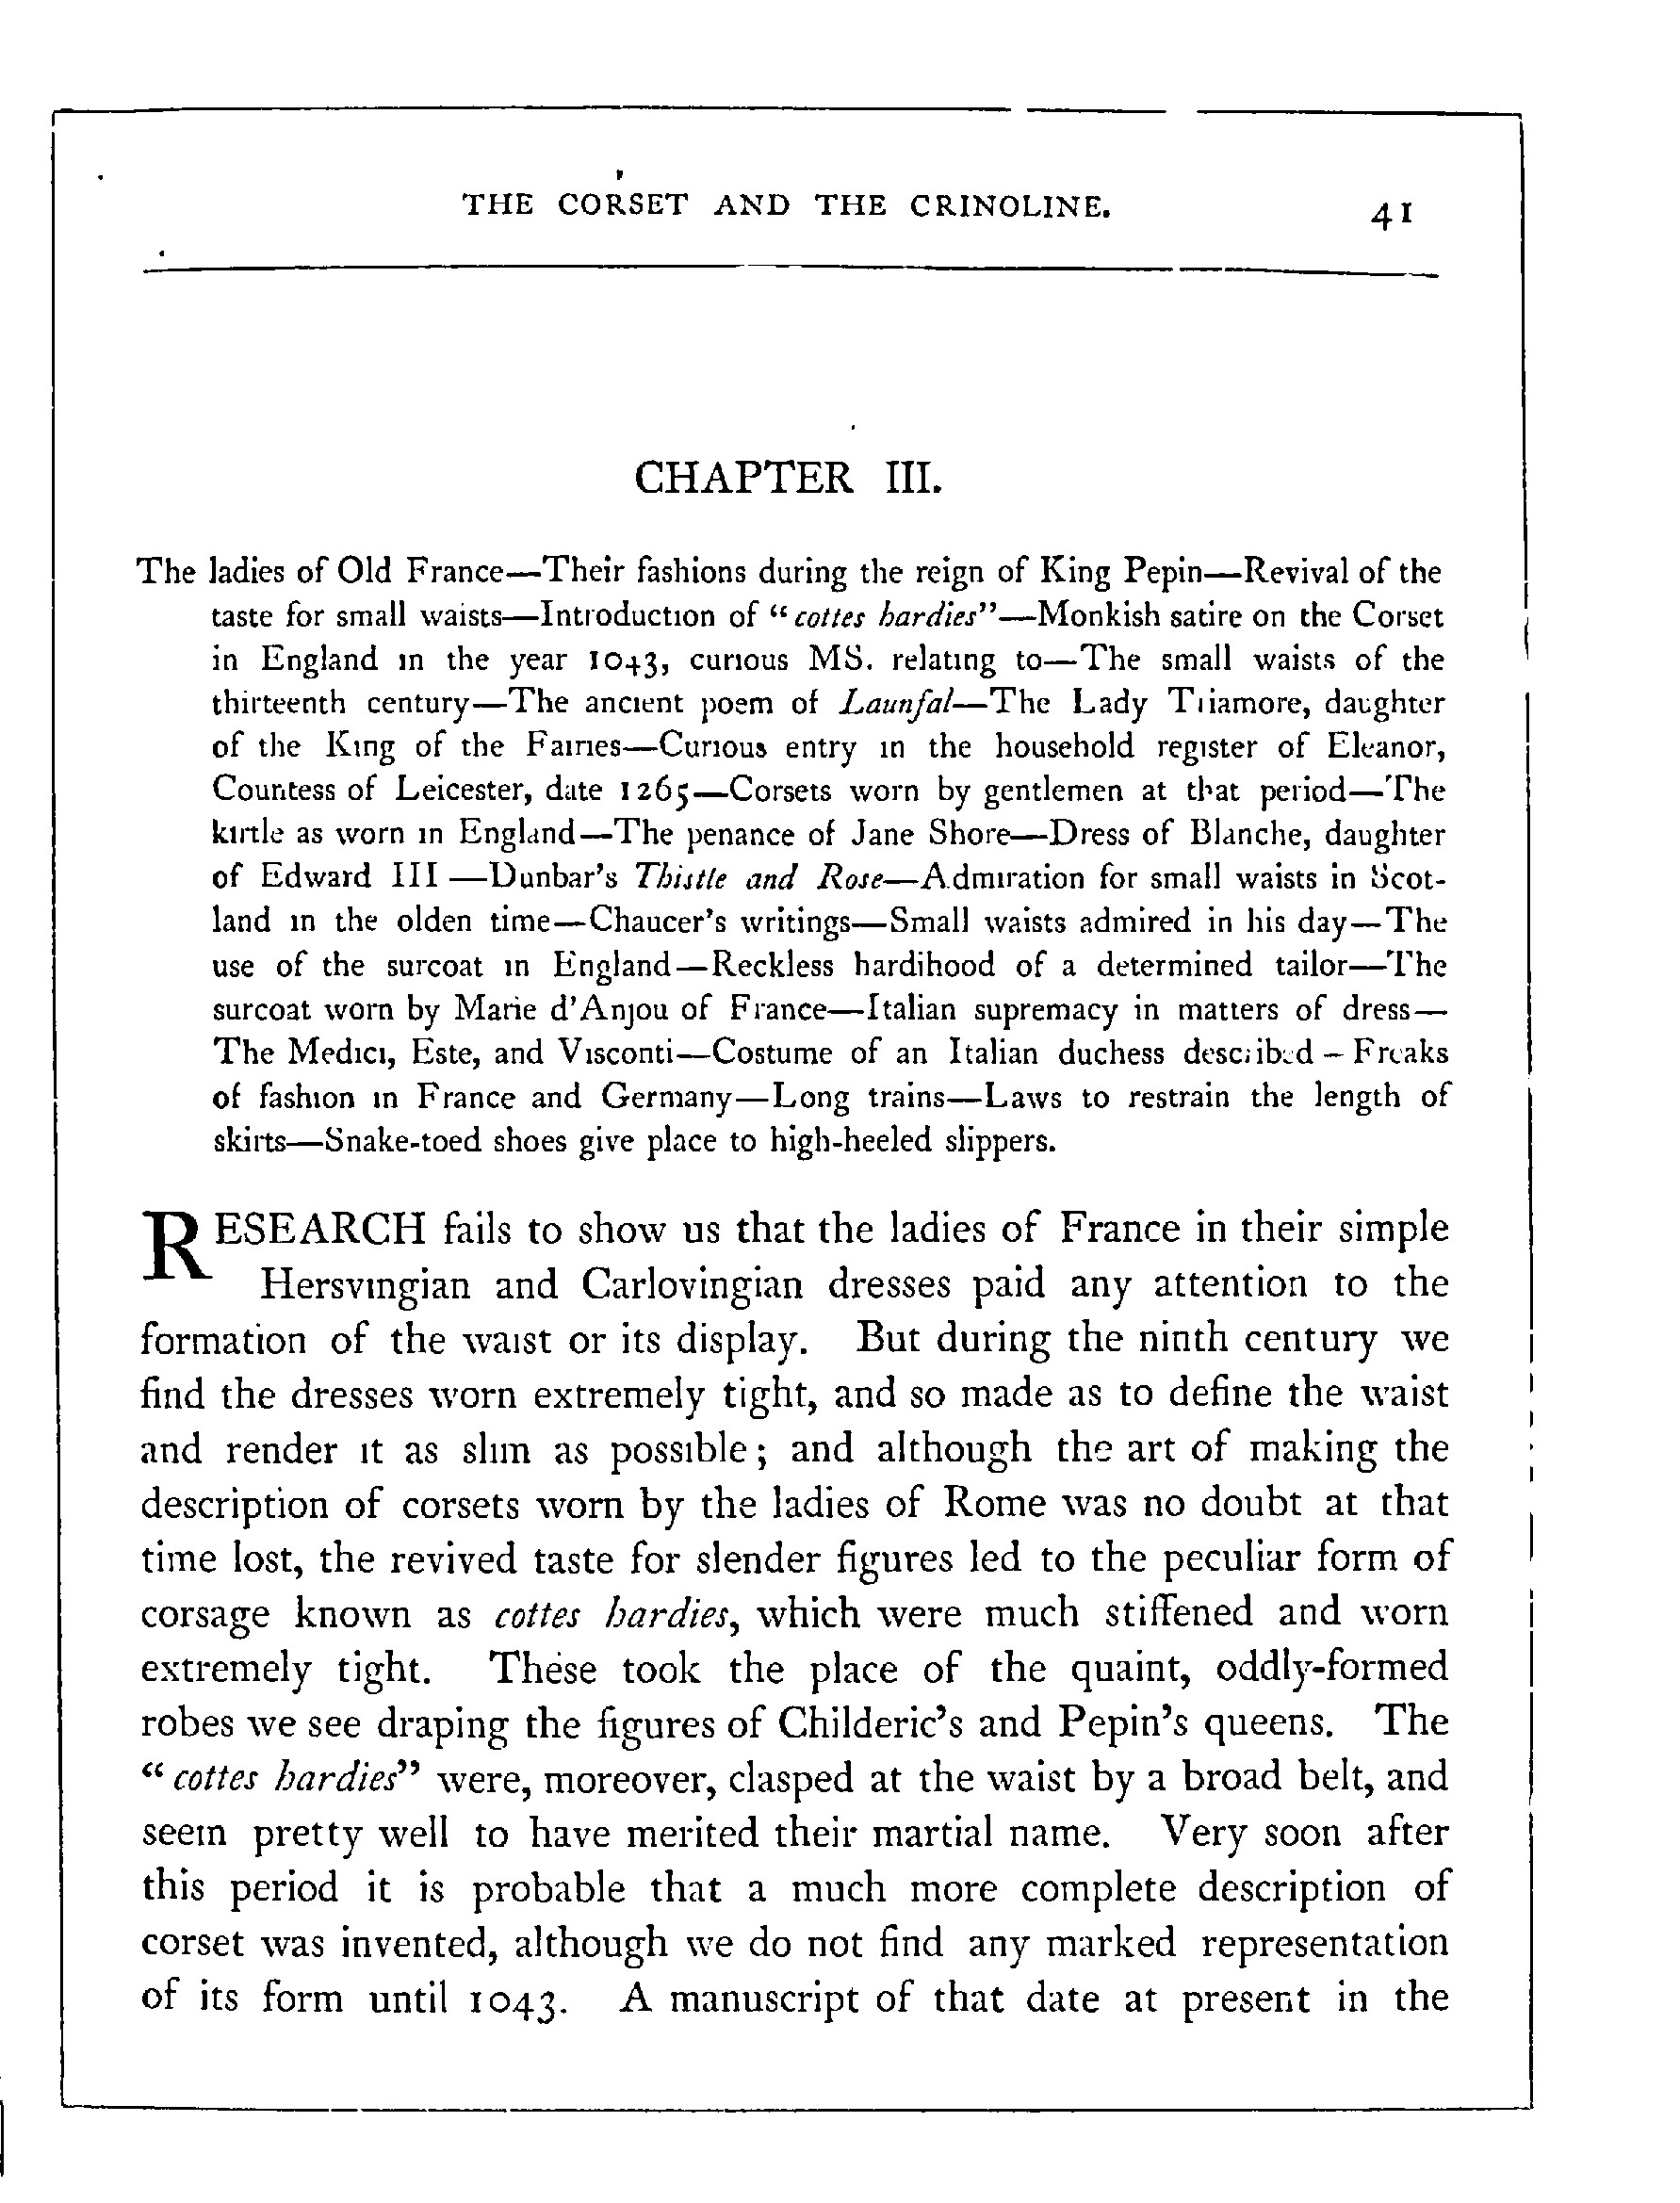 THE CORSET AND THE CRINOLINE. 41
CHAPTER III.
The ladies of Old France—Their fashions during the reign of King Pepin—Revival of the
taste for small waists—Introduction of “cottes hardies”—Monkish satire on the Corset
in England in the year 1043, curious MS. relating to—The small waists of the
thirteenth century—The ancient poem of Launfal—The Lady Triamore, daughter
of the King of the Fairies—Curious entry in the household register of Eleanor,
Countess of Leicester, date 1265—Corsets worn by gentlemen at that period—The
kirtle as worn in England—The penance of Jane Shore—Dress of Blanche, daughter
of Edward III—Dunbar’s Thistle and Rose—Admiration for small waists in Scot-
land in the olden time—Chaucer’s writings—Small waists admired in his day—The
use of the surcoat in England—Reckless hardihood of a determined tailor—The
surcoat worn by Marie d’Anjou of France—Italian supremacy in matters of dress—
The Medici, Este, and Visconti—Costume of an Italian duchess described—Freaks
of fashion in France and Germany—Long trains—Laws to restrain the length of
skirts—Snake-toed shoes give place to high-heeled slippers.
RESEARCH fails to show us that the ladies of France in their simple
Hersvingian and Carlovingian dresses paid any attention to the
formation of the waist or its display. But during the ninth century we
find the dresses worn extremely tight, and so made as to define the waist
and render it as slim as possible; and although the art of making the
description of corsets worn by the ladies of Rome was no doubt at that
time lost, the revived taste for slender figures led to the peculiar form of
corsage known as cottes hardies, which were much stiffened and worn
extremely tight. These took the place of the quaint, oddly-formed
robes we see draping the figures of Childeric’s and Pepin’s queens. The
“cottes hardies” were, moreover, clasped at the waist by a broad belt, and
seem pretty well to have merited their martial name. Very soon after
this period it is probable that a much more complete description of
corset was invented, although we do not find any marked representation
of its form until 1043. A manuscript of that date at present in the